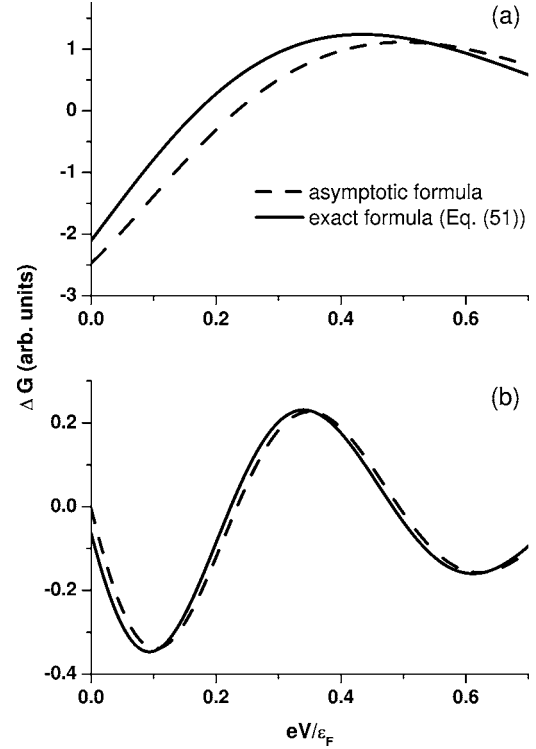 (a)
1
0
-1
-2
-3
asymptotic formula
exact formula (Eq. (51))
0.0
0.2
0.4
0.6
Δ G (arb. units)
(b)
0.2
0.0
-0.2
-0.4
0.0
0.2
0.4
0.6
eV/εF